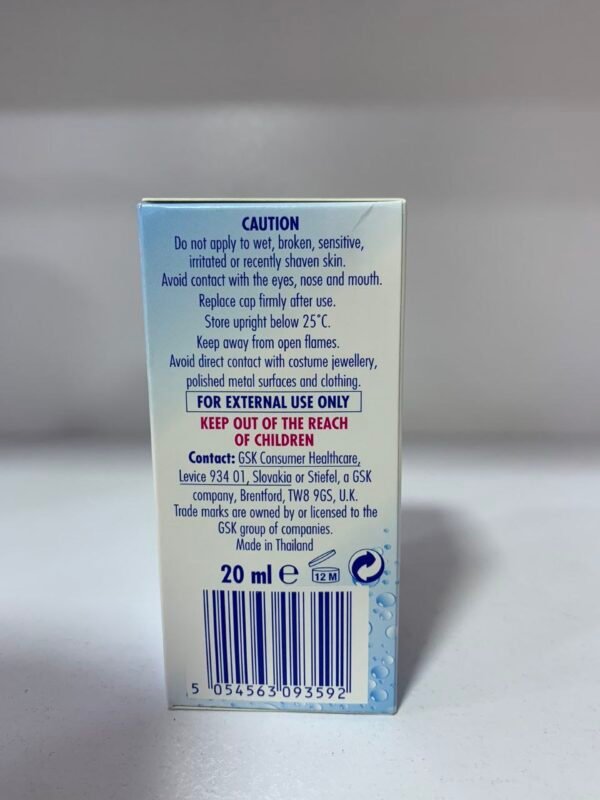 CAUTION
Do not apply to wet, broken, sensitive,
irritated or recently shaven skin.
Avoid contact with the eyes, nose and mouth.
Replace cap firmly after use.
Store upright below 25°C.
Keep away from open flames.
Avoid direct contact with costume jewellery,
polished metal surfaces and clothing.
FOR EXTERNAL USE ONLY
KEEP OUT OF THE REACH
OF CHILDREN
Contact: GSK Consumer Healthcare,
Levice 934 01, Slovakia or Stiefel, a GSK
company, Brentford, TW8 9GS, U.K.
Trade marks are owned by or licensed to the
GSK group of companies.
Made in Thailand
20 ml e 12 M
5 054563 093592